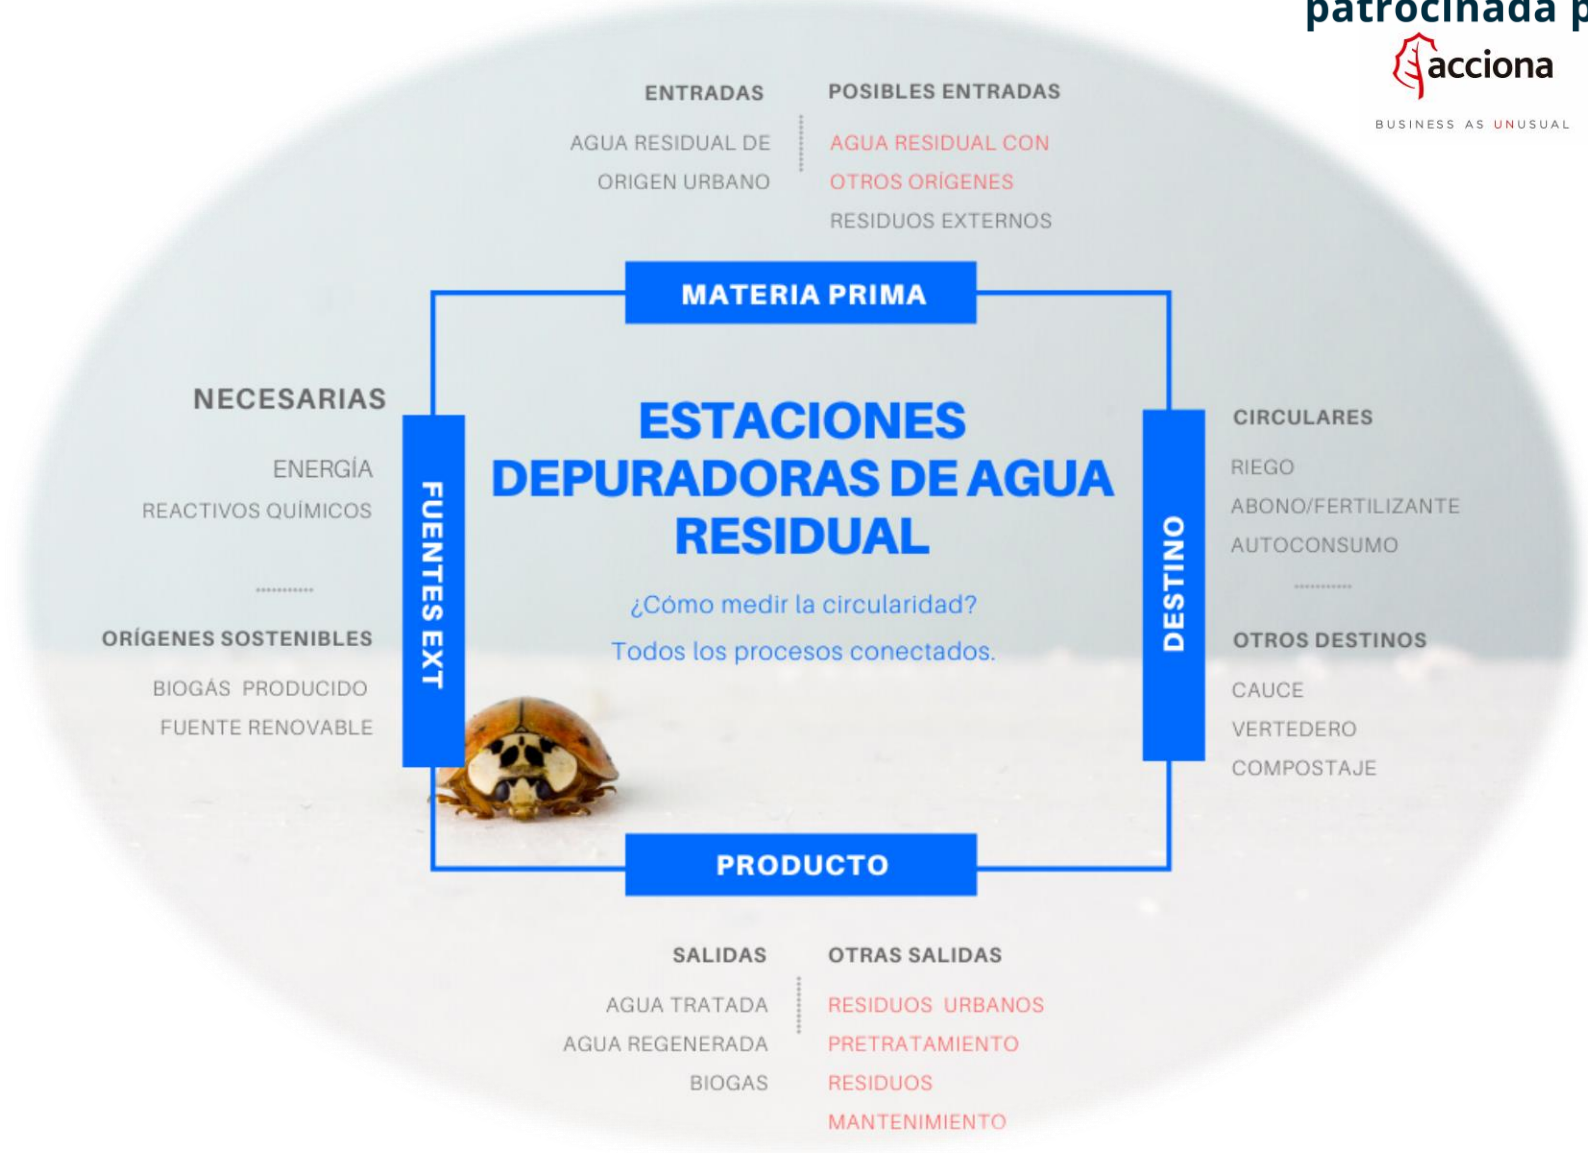 patrocinada p
acciona
BUSINESS AS UNUSUAL
ENTRADAS
AGUA RESIDUAL DE
ORIGEN URBANO
POSIBLES ENTRADAS
AGUA RESIDUAL CON
OTROS ORÍGENES
RESIDUOS EXTERNOS
MATERIA PRIMA
NECESARIAS
ENERGÍA
REACTIVOS QUÍMICOS
ORÍGENES SOSTENIBLES
BIOGÁS PRODUCIDO
FUENTE RENOVABLE
FUENTES EXT
ESTACIONES
DEPURADORAS DE AGUA
RESIDUAL
¿Cómo medir la circularidad?
Todos los procesos conectados.
DESTINO
CIRCULARES
RIEGO
ABONO/FERTILIZANTE
AUTOCONSUMO
OTROS DESTINOS
CAUCE
VERTEDERO
COMPOSTAJE
PRODUCTO
SALIDAS
AGUA TRATADA
AGUA REGENERADA
BIOGAS
OTRAS SALIDAS
RESIDUOS URBANOS
PRETRATAMIENTO
RESIDUOS
MANTENIMIENTO